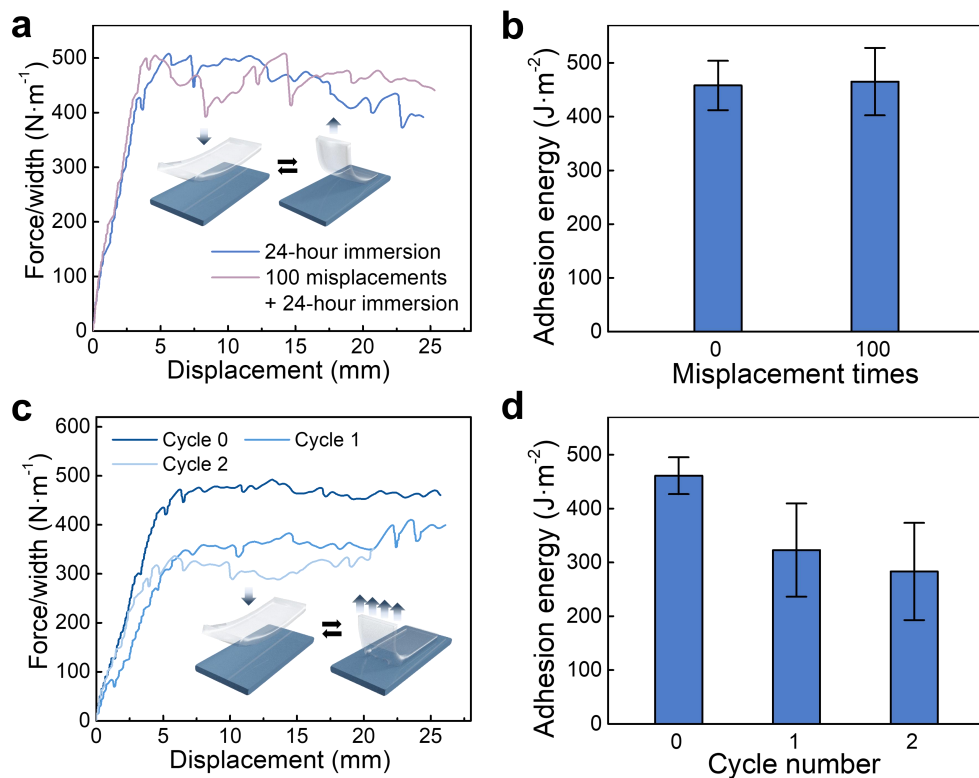 a
Force/width (N·m⁻¹)
500
400
300
200
100
0
24-hour immersion
100 misplacements
+ 24-hour immersion
0 5 10 15 20 25
Displacement (mm)
b
Adhesion energy (J·m⁻²)
500
400
300
200
100
0
0 100
Misplacement times
c
Force/width (N·m⁻¹)
600
500
400
300
200
100
0
Cycle 0 Cycle 1
Cycle 2
0 5 10 15 20 25
Displacement (mm)
d
Adhesion energy (J·m⁻²)
500
400
300
200
100
0
0 1 2
Cycle number